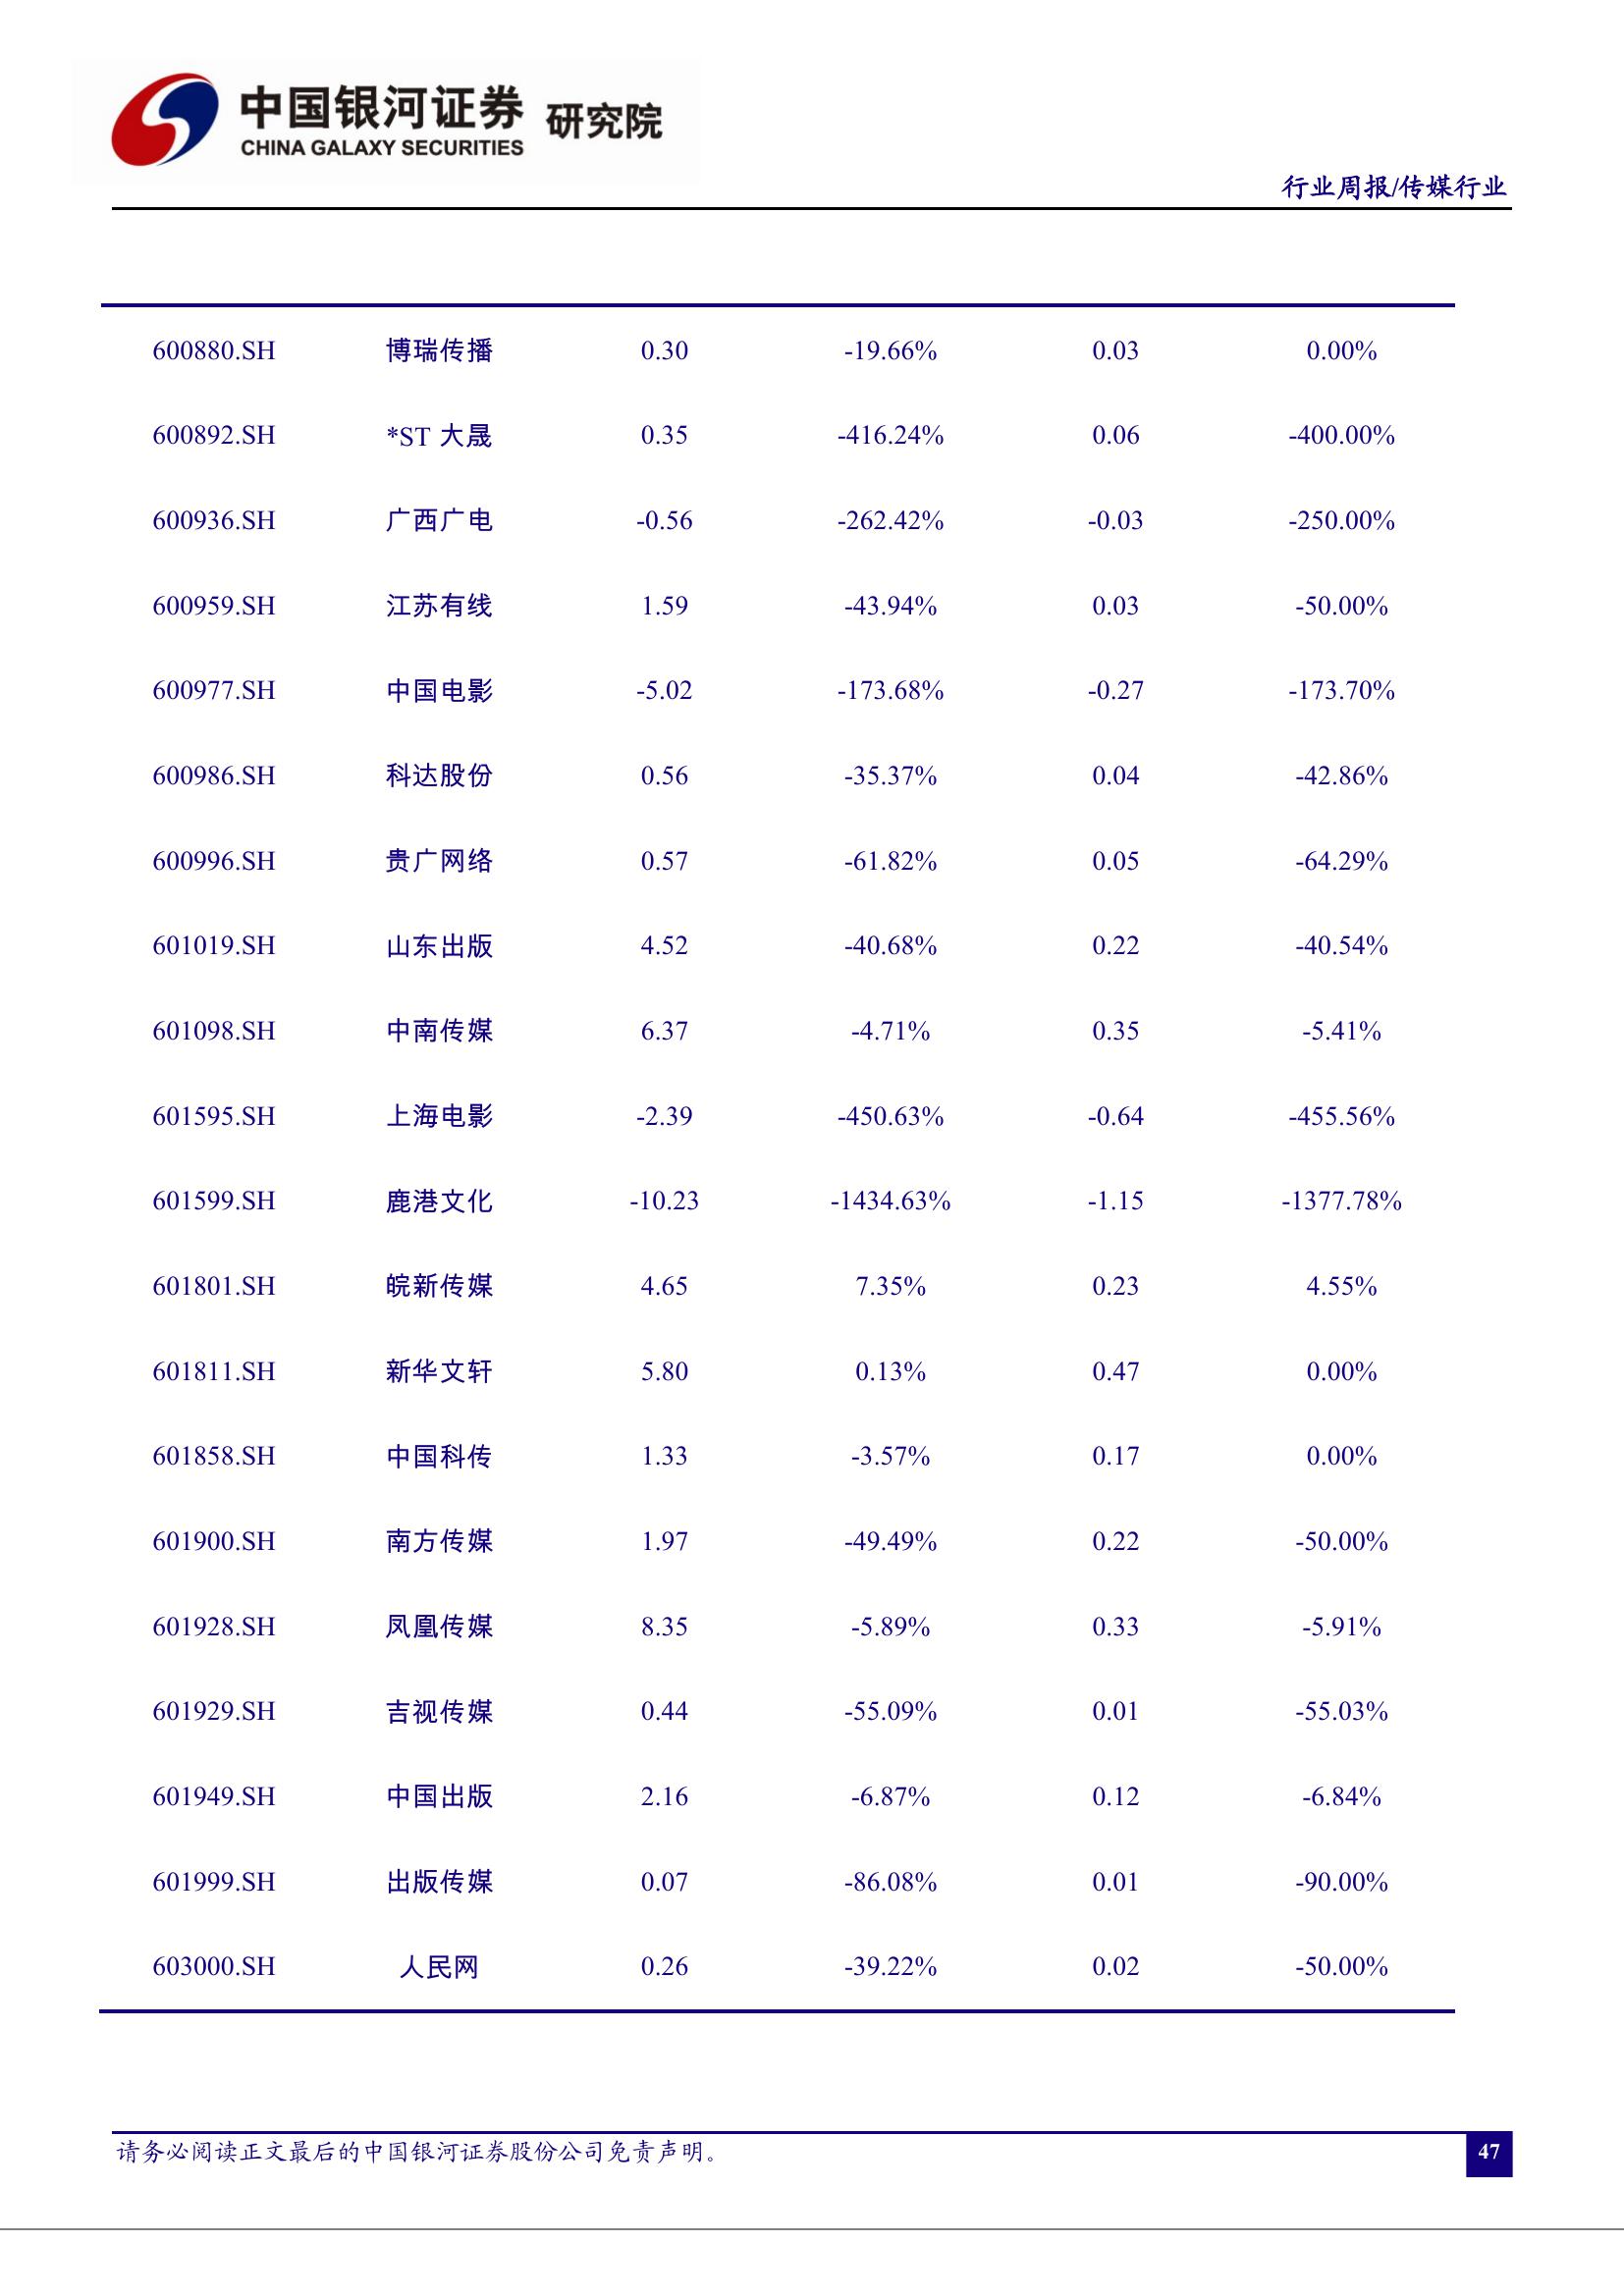 中国银河证券 研究院
CHINA GALAXY SECURITIES
行业周报/传媒行业
600880.SH 博瑞传播 0.30 -19.66% 0.03 0.00%
600892.SH *ST 大晟 0.35 -416.24% 0.06 -400.00%
600936.SH 广西广电 -0.56 -262.42% -0.03 -250.00%
600959.SH 江苏有线 1.59 -43.94% 0.03 -50.00%
600977.SH 中国电影 -5.02 -173.68% -0.27 -173.70%
600986.SH 科达股份 0.56 -35.37% 0.04 -42.86%
600996.SH 贵广网络 0.57 -61.82% 0.05 -64.29%
601019.SH 山东出版 4.52 -40.68% 0.22 -40.54%
601098.SH 中南传媒 6.37 -4.71% 0.35 -5.41%
601595.SH 上海电影 -2.39 -450.63% -0.64 -455.56%
601599.SH 鹿港文化 -10.23 -1434.63% -1.15 -1377.78%
601801.SH 皖新传媒 4.65 7.35% 0.23 4.55%
601811.SH 新华文轩 5.80 0.13% 0.47 0.00%
601858.SH 中国科传 1.33 -3.57% 0.17 0.00%
601900.SH 南方传媒 1.97 -49.49% 0.22 -50.00%
601928.SH 凤凰传媒 8.35 -5.89% 0.33 -5.91%
601929.SH 吉视传媒 0.44 -55.09% 0.01 -55.03%
601949.SH 中国出版 2.16 -6.87% 0.12 -6.84%
601999.SH 出版传媒 0.07 -86.08% 0.01 -90.00%
603000.SH 人民网 0.26 -39.22% 0.02 -50.00%
请务必阅读正文最后的中国银河证券股份公司免责声明。
47